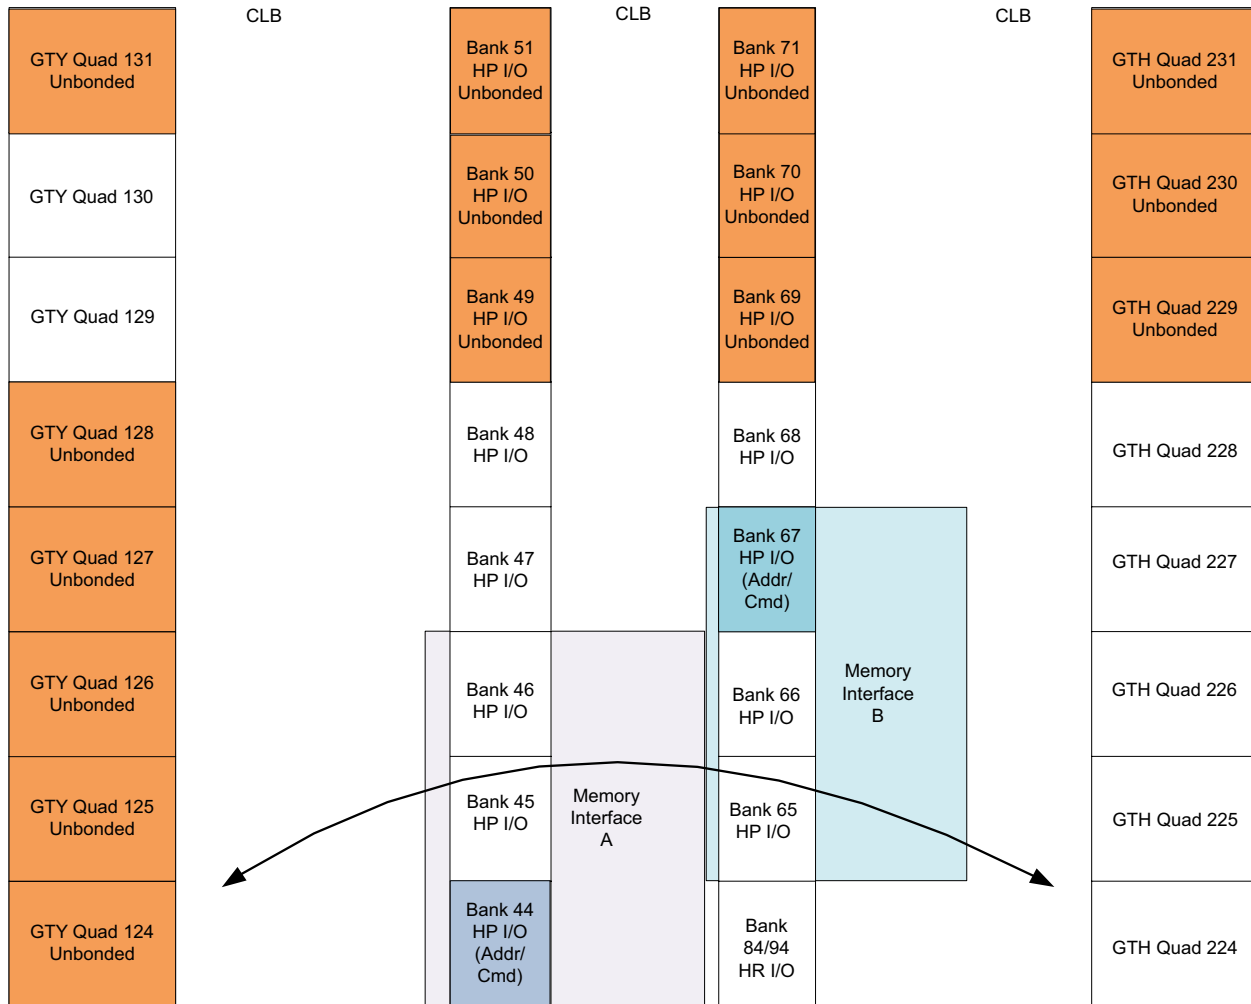 CLB
CLB
CLB
GTY Quad 131
Unbonded
Bank 51
HP I/O
Unbonded
Bank 71
HP I/O
Unbonded
GTH Quad 231
Unbonded
GTY Quad 130
Bank 50
HP I/O
Unbonded
Bank 70
HP I/O
Unbonded
GTH Quad 230
Unbonded
GTY Quad 129
Bank 49
HP I/O
Unbonded
Bank 69
HP I/O
Unbonded
GTH Quad 229
Unbonded
GTY Quad 128
Unbonded
Bank 48
HP I/O
Bank 68
HP I/O
GTH Quad 228
GTY Quad 127
Unbonded
Bank 47
HP I/O
Bank 67
HP I/O
(Addr/
Cmd)
GTH Quad 227
GTY Quad 126
Unbonded
Bank 46
HP I/O
Bank 66
HP I/O
Memory
Interface
B
GTH Quad 226
GTY Quad 125
Unbonded
Bank 45
HP I/O
Memory
Interface
A
Bank 65
HP I/O
GTH Quad 225
GTY Quad 124
Unbonded
Bank 44
HP I/O
(Addr/
Cmd)
Bank
84/94
HR I/O
GTH Quad 224